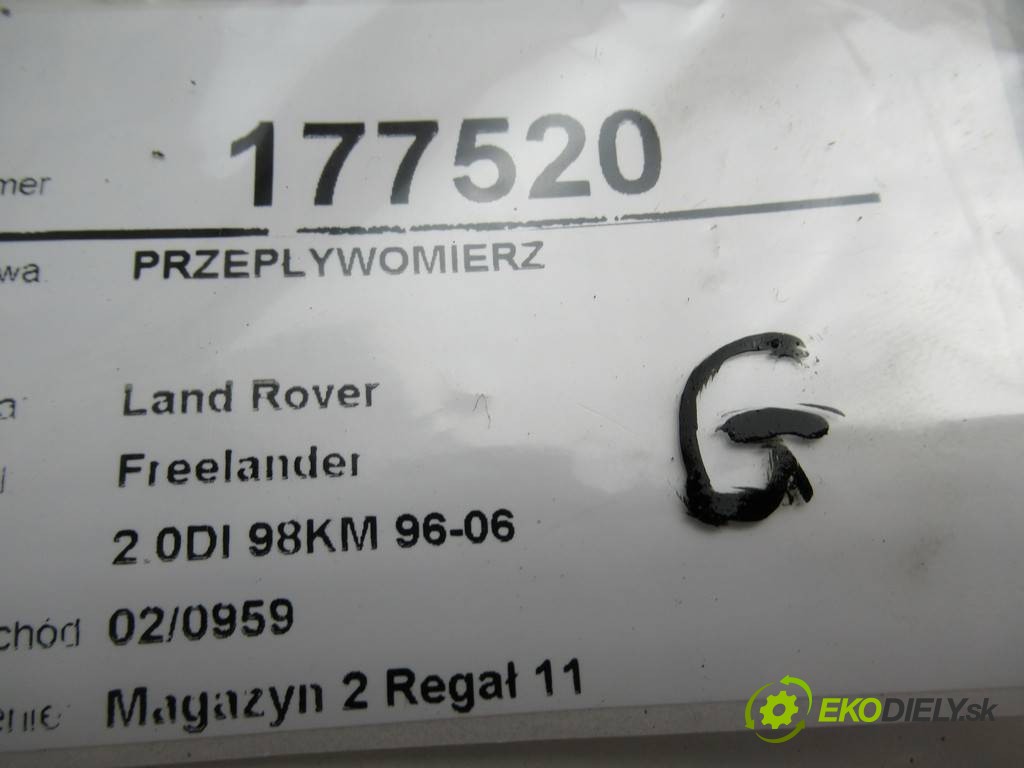 mer 177520
wa PRZEPŁYWOMIERZ
a Land Rover
l Freelander
2.0DI 98KM 96-06
chód 02/0959
enie: Magazyn 2 Regał 11
G
EKODIELY.sk